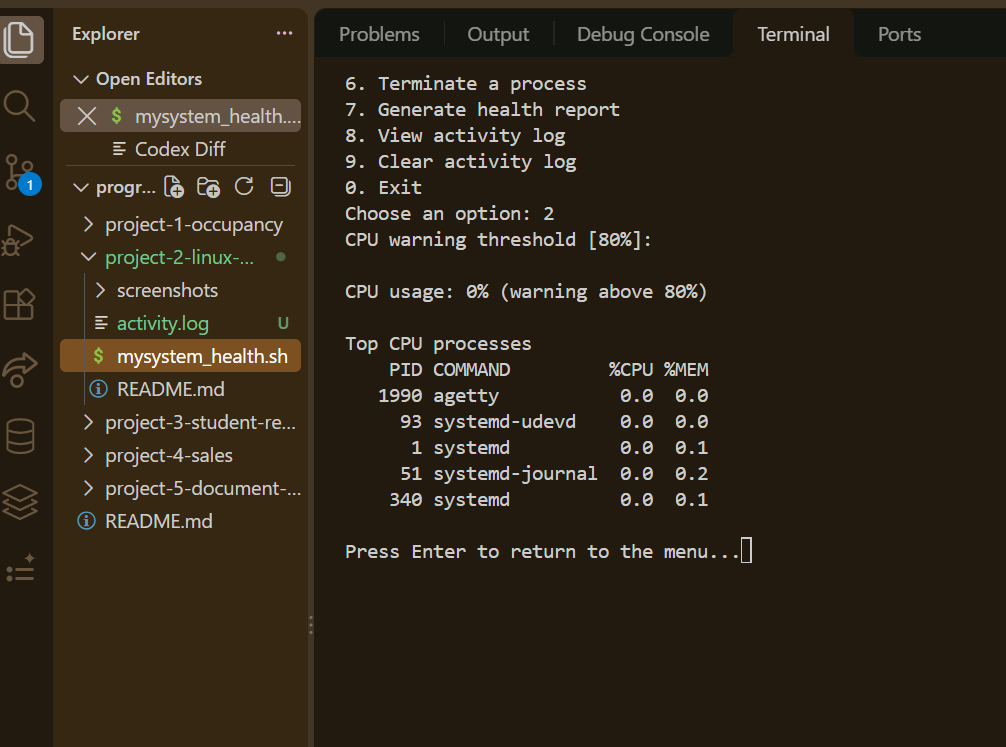 Explorer
Open Editors
mysystem_health....
Codex Diff
progr...
project-1-occupancy
project-2-linux-...
screenshots
activity.log U
mysystem_health.sh
README.md
project-3-student-re...
project-4-sales
project-5-document-...
README.md
1
Problems Output Debug Console Terminal Ports
6. Terminate a process
7. Generate health report
8. View activity log
9. Clear activity log
0. Exit
Choose an option: 2
CPU warning threshold [80%]:
CPU usage: 0% (warning above 80%)
Top CPU processes
PID COMMAND %CPU %MEM
1990 agetty 0.0 0.0
93 systemd-udevd 0.0 0.0
1 systemd 0.0 0.1
51 systemd-journal 0.0 0.2
340 systemd 0.0 0.1
Press Enter to return to the menu...